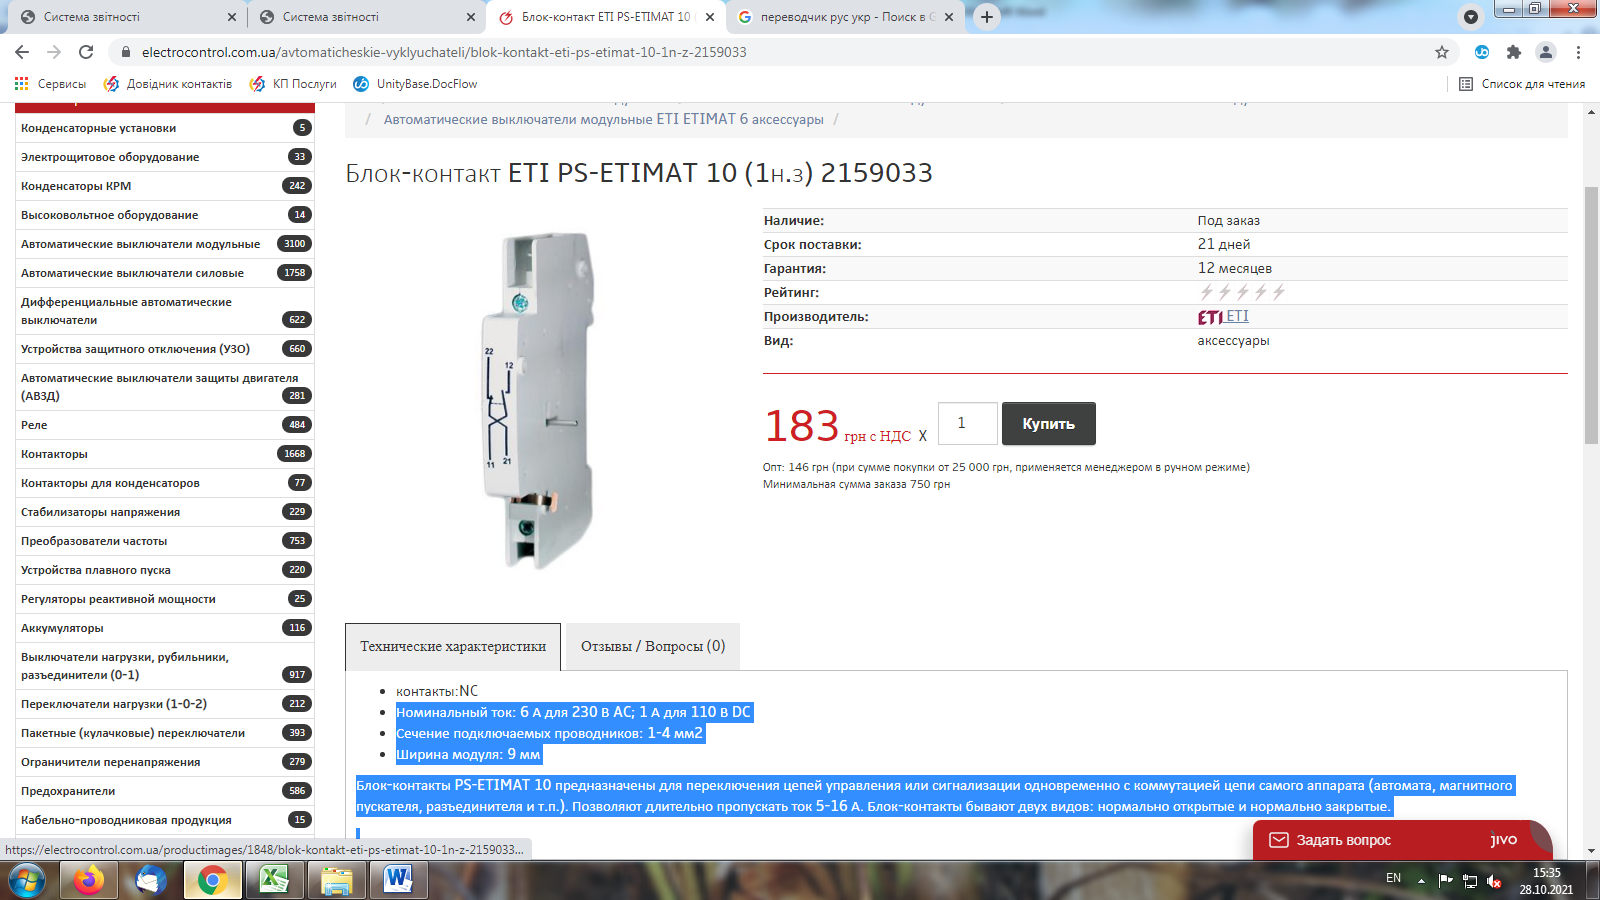 Система звітності
Система звітності
Блок-контакт ETI PS-ETIMAT 10
переводчик рус укр - Поиск в G
electrocontrol.com.ua/avtomaticheskie-vyklyuchateli/blok-kontakt-eti-ps-etimat-10-1n-z-2159033
Сервисы
Довідник контактів
КП Послуги
UnityBase.DocFlow
Список для чтения
/ Автоматические выключатели модульные ETI ETIMAT 6 аксессуары /
Конденсаторные установки 5
Электрощитовое оборудование 33
Конденсаторы КРМ 242
Высоковольтное оборудование 14
Автоматические выключатели модульные 3100
Автоматические выключатели силовые 1758
Дифференциальные автоматические
выключатели 622
Устройства защитного отключения (УЗО) 660
Автоматические выключатели защиты двигателя
(АВЗД) 281
Реле 484
Контакторы 1668
Контакторы для конденсаторов 77
Стабилизаторы напряжения 229
Преобразователи частоты 753
Устройства плавного пуска 220
Регуляторы реактивной мощности 25
Аккумуляторы 116
Выключатели нагрузки, рубильники,
разъединители (0-1) 917
Переключатели нагрузки (1-0-2) 212
Пакетные (кулачковые) переключатели 393
Ограничители перенапряжения 279
Предохранители 586
Кабельно-проводниковая продукция 15
Блок-контакт ETI PS-ETIMAT 10 (1н.з) 2159033
22
12
11
21
Наличие: Под заказ
Срок поставки: 21 дней
Гарантия: 12 месяцев
Рейтинг:
Производитель: ETI ETI
Вид: аксессуары
183 грн с НДС X 1 Купить
Опт: 146 грн (при сумме покупки от 25 000 грн, применяется менеджером в ручном режиме)
Минимальная сумма заказа 750 грн
Технические характеристики
Отзывы / Вопросы (0)
контакты:NC
Номинальный ток: 6 А для 230 В AC; 1 А для 110 В DC
Сечение подключаемых проводников: 1-4 мм2
Ширина модуля: 9 мм
Блок-контакты PS-ETIMAT 10 предназначены для переключения цепей управления или сигнализации одновременно с коммутацией цепи самого аппарата (автомата, магнитного
пускателя, разъединителя и т.п.). Позволяют длительно пропускать ток 5-16 А. Блок-контакты бывают двух видов: нормально открытые и нормально закрытые.
Задать вопрос jivo
https://electrocontrol.com.ua/productimages/1848/blok-kontakt-eti-ps-etimat-10-1n-z-2159033...
EN
15:35
28.10.2021